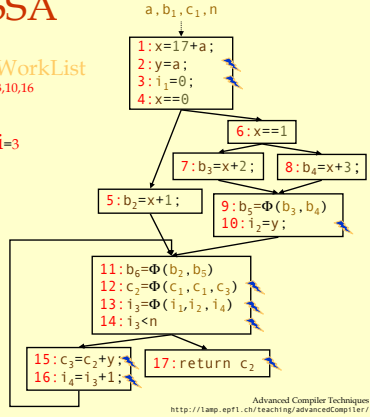 SSA
a,b₁,c₁,n
WorkList
,10,16
i=3
1:x=17+a;
2:y=a;
3:i₁=0;
4:x==0
6:x==1
7:b₃=x+2;
8:b₄=x+3;
5:b₂=x+1;
9:b₅=Φ(b₃,b₄)
10:i₂=y;
11:b₆=Φ(b₂,b₅)
12:c₂=Φ(c₁,c₁,c₃)
13:i₃=Φ(i₁,i₂,i₄)
14:i₃<n
15:c₃=c₂+y;
16:i₄=i₃+1;
17:return c₂
Advanced Compiler Techniques
http://lamp.epfl.ch/teaching/advancedCompiler/